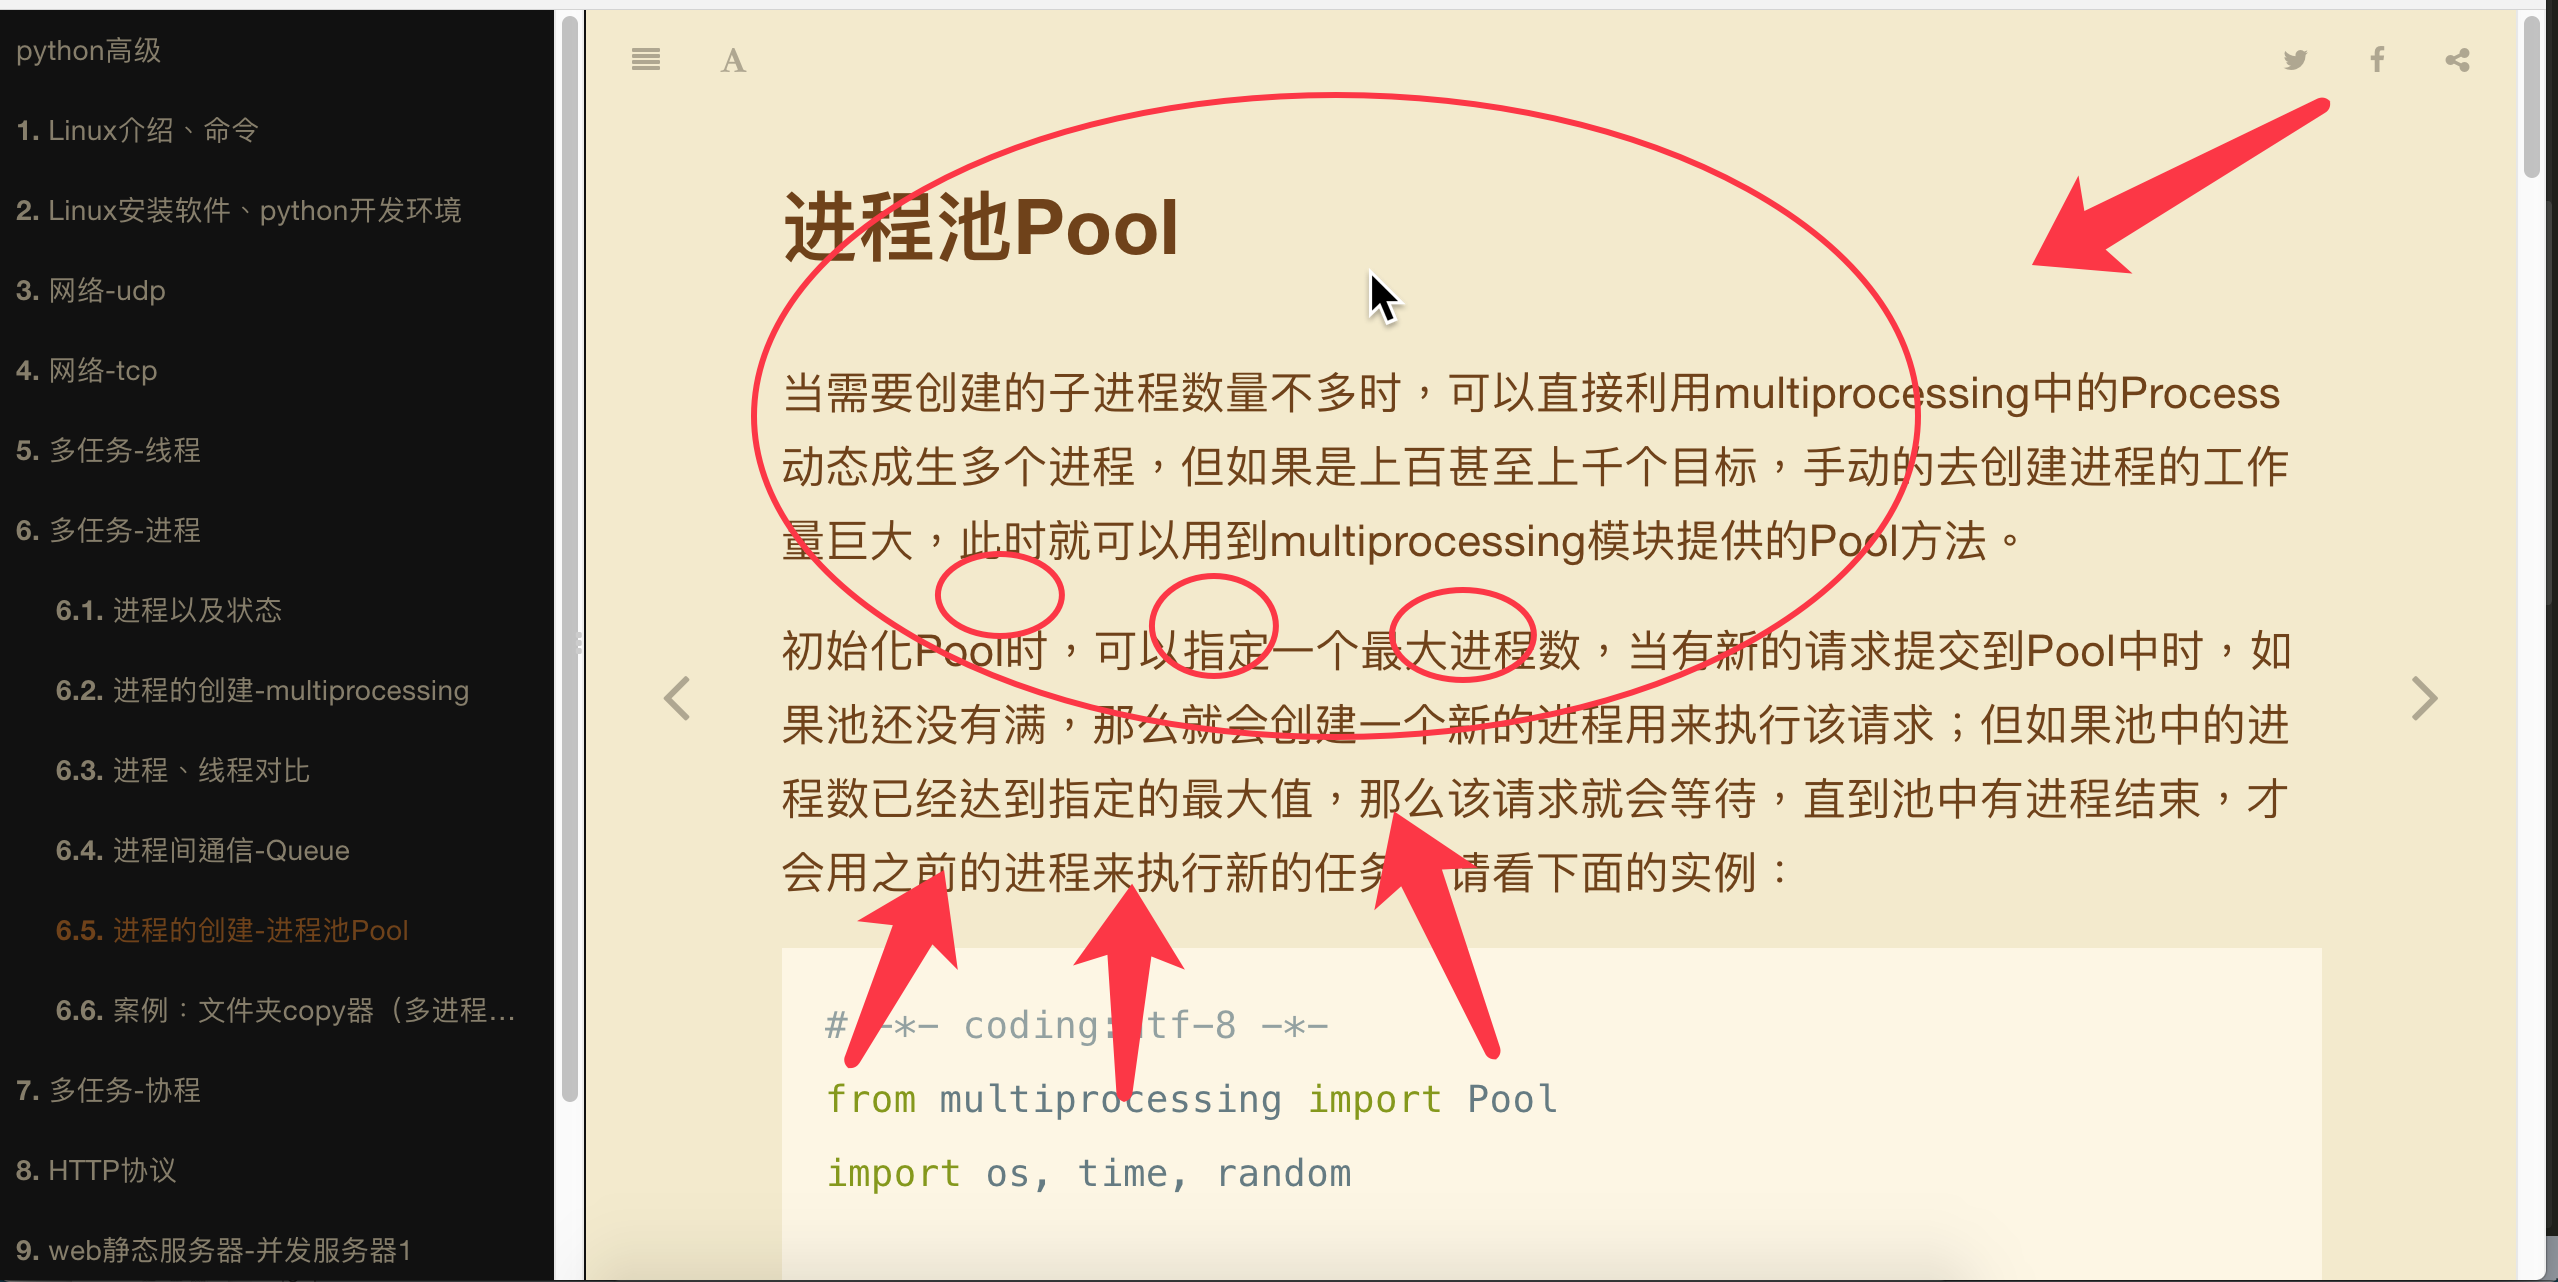 python高级
1. Linux介绍、命令
2. Linux安装软件、python开发环境
3. 网络-udp
4. 网络-tcp
5. 多任务-线程
6. 多任务-进程
6.1. 进程以及状态
6.2. 进程的创建-multiprocessing
6.3. 进程、线程对比
6.4. 进程间通信-Queue
6.5. 进程的创建-进程池Pool
6.6. 案例：文件夹copy器（多进程...
7. 多任务-协程
8. HTTP协议
9. web静态服务器-并发服务器1
A
进程池Pool
当需要创建的子进程数量不多时，可以直接利用multiprocessing中的Process
动态成生多个进程，但如果是上百甚至上千个目标，手动的去创建进程的工作
量巨大，此时就可以用到multiprocessing模块提供的Pool方法。
初始化Pool时，可以指定一个最大进程数，当有新的请求提交到Pool中时，如
果池还没有满，那么就会创建一个新的进程用来执行该请求；但如果池中的进
程数已经达到指定的最大值，那么该请求就会等待，直到池中有进程结束，才
会用之前的进程来执行新的任务 请看下面的实例：
# -*- coding:utf-8 -*-
from multiprocessing import Pool
import os, time, random